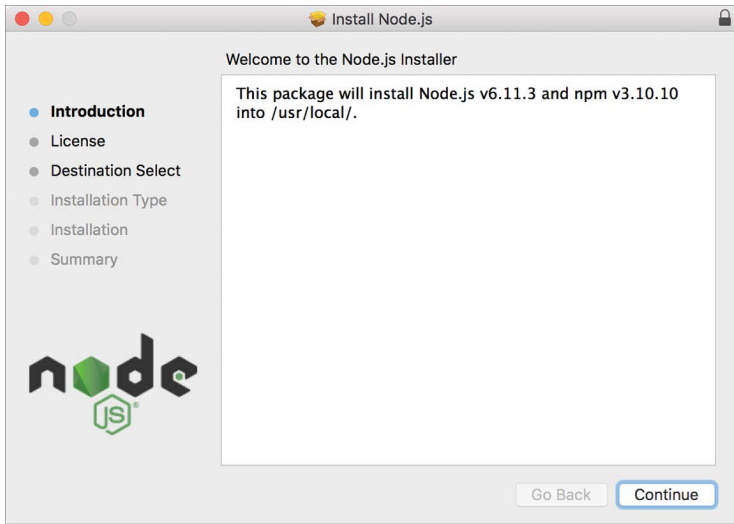 Install Node.js
Welcome to the Node.js Installer
Introduction
License
Destination Select
Installation Type
Installation
Summary
This package will install Node.js v6.11.3 and npm v3.10.10
into /usr/local/.
node
JS
Go Back
Continue